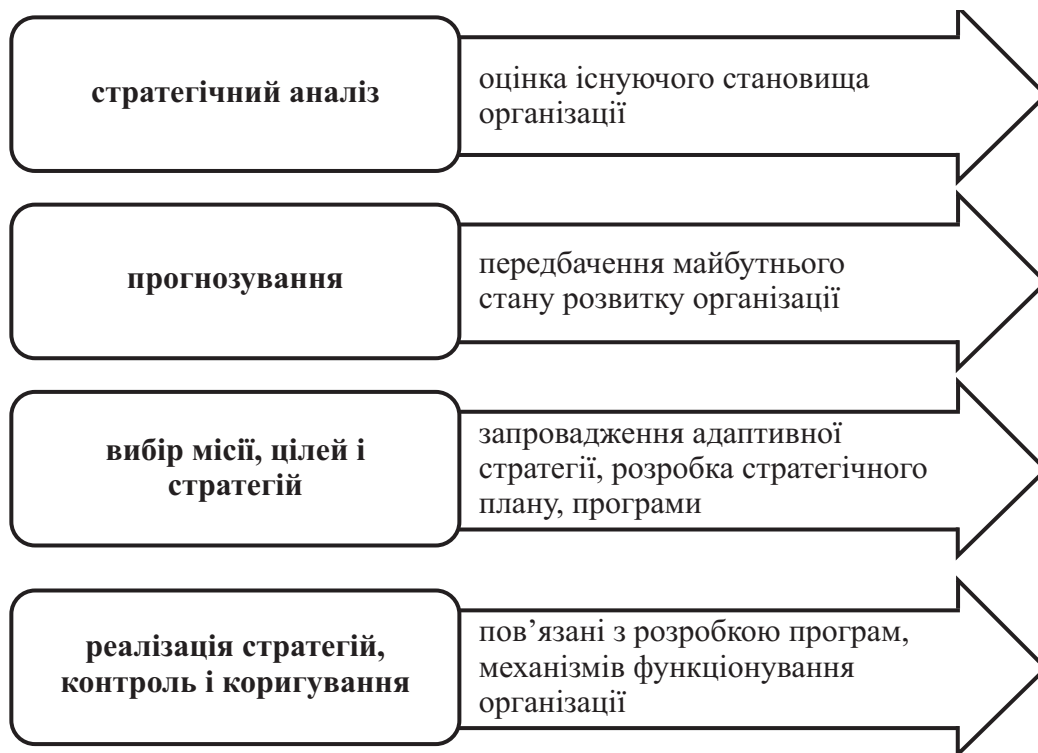 стратегічний аналіз
оцінка існуючого становища
організації
прогнозування
передбачення майбутнього
стану розвитку організації
вибір місії, цілей і
стратегій
запровадження адаптивної
стратегії, розробка стратегічного
плану, програми
реалізація стратегій,
контроль і коригування
пов’язані з розробкою програм,
механізмів функціонування
організації